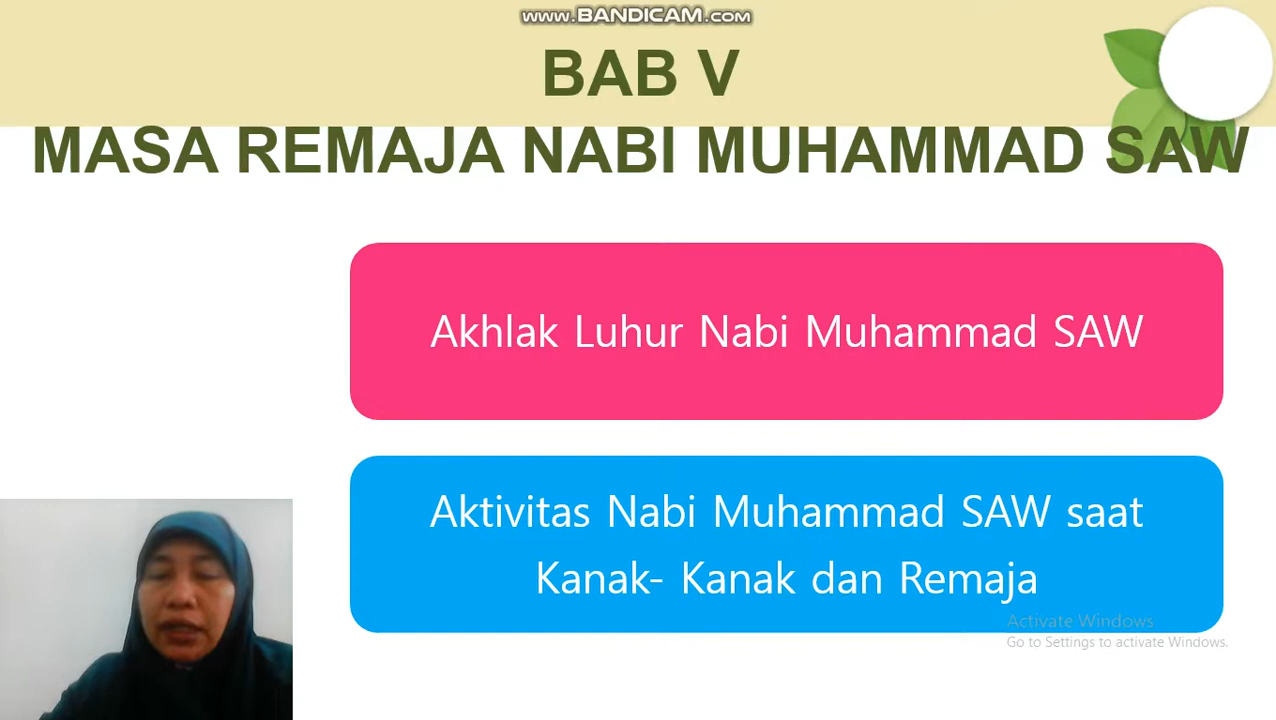 www.BANDICAM.com
BAB V
MASA REMAJA NABI MUHAMMAD SAW
Akhlak Luhur Nabi Muhammad SAW
Aktivitas Nabi Muhammad SAW saat
Kanak- Kanak dan Remaja
Activate Windows
Go to Settings to activate Windows.